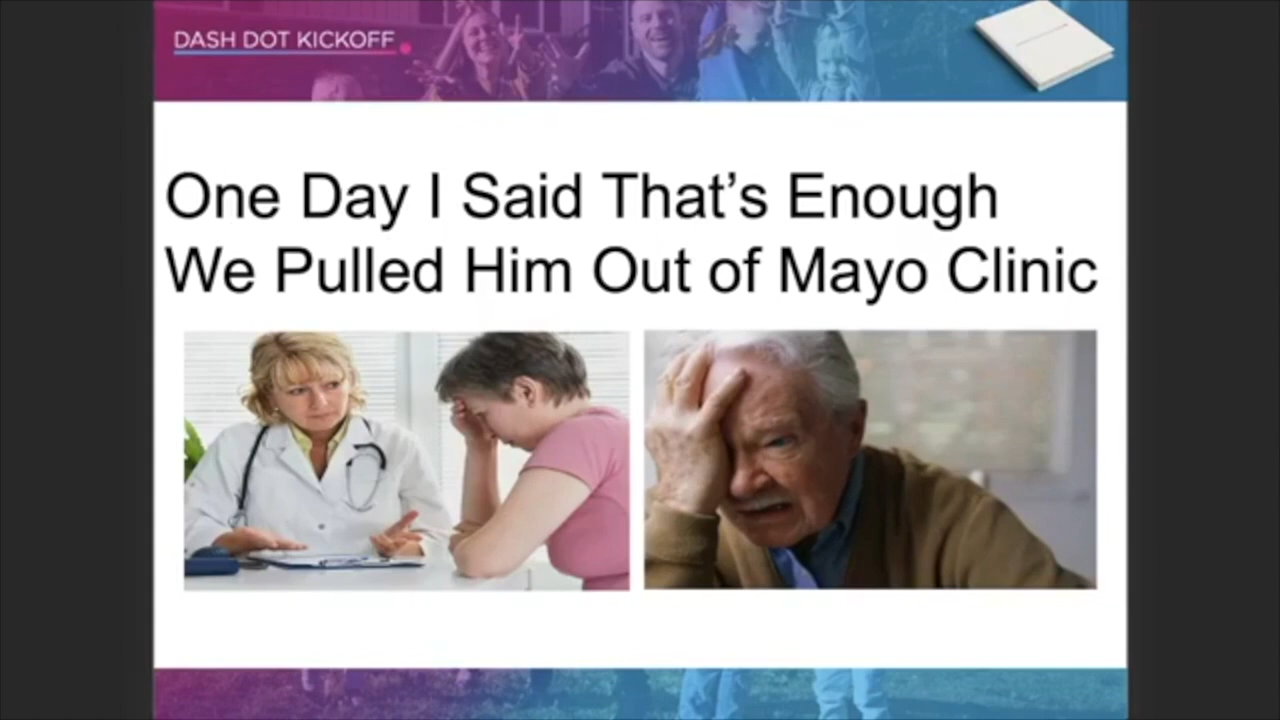 DASH DOT KICKOFF
One Day I Said That’s Enough
We Pulled Him Out of Mayo Clinic